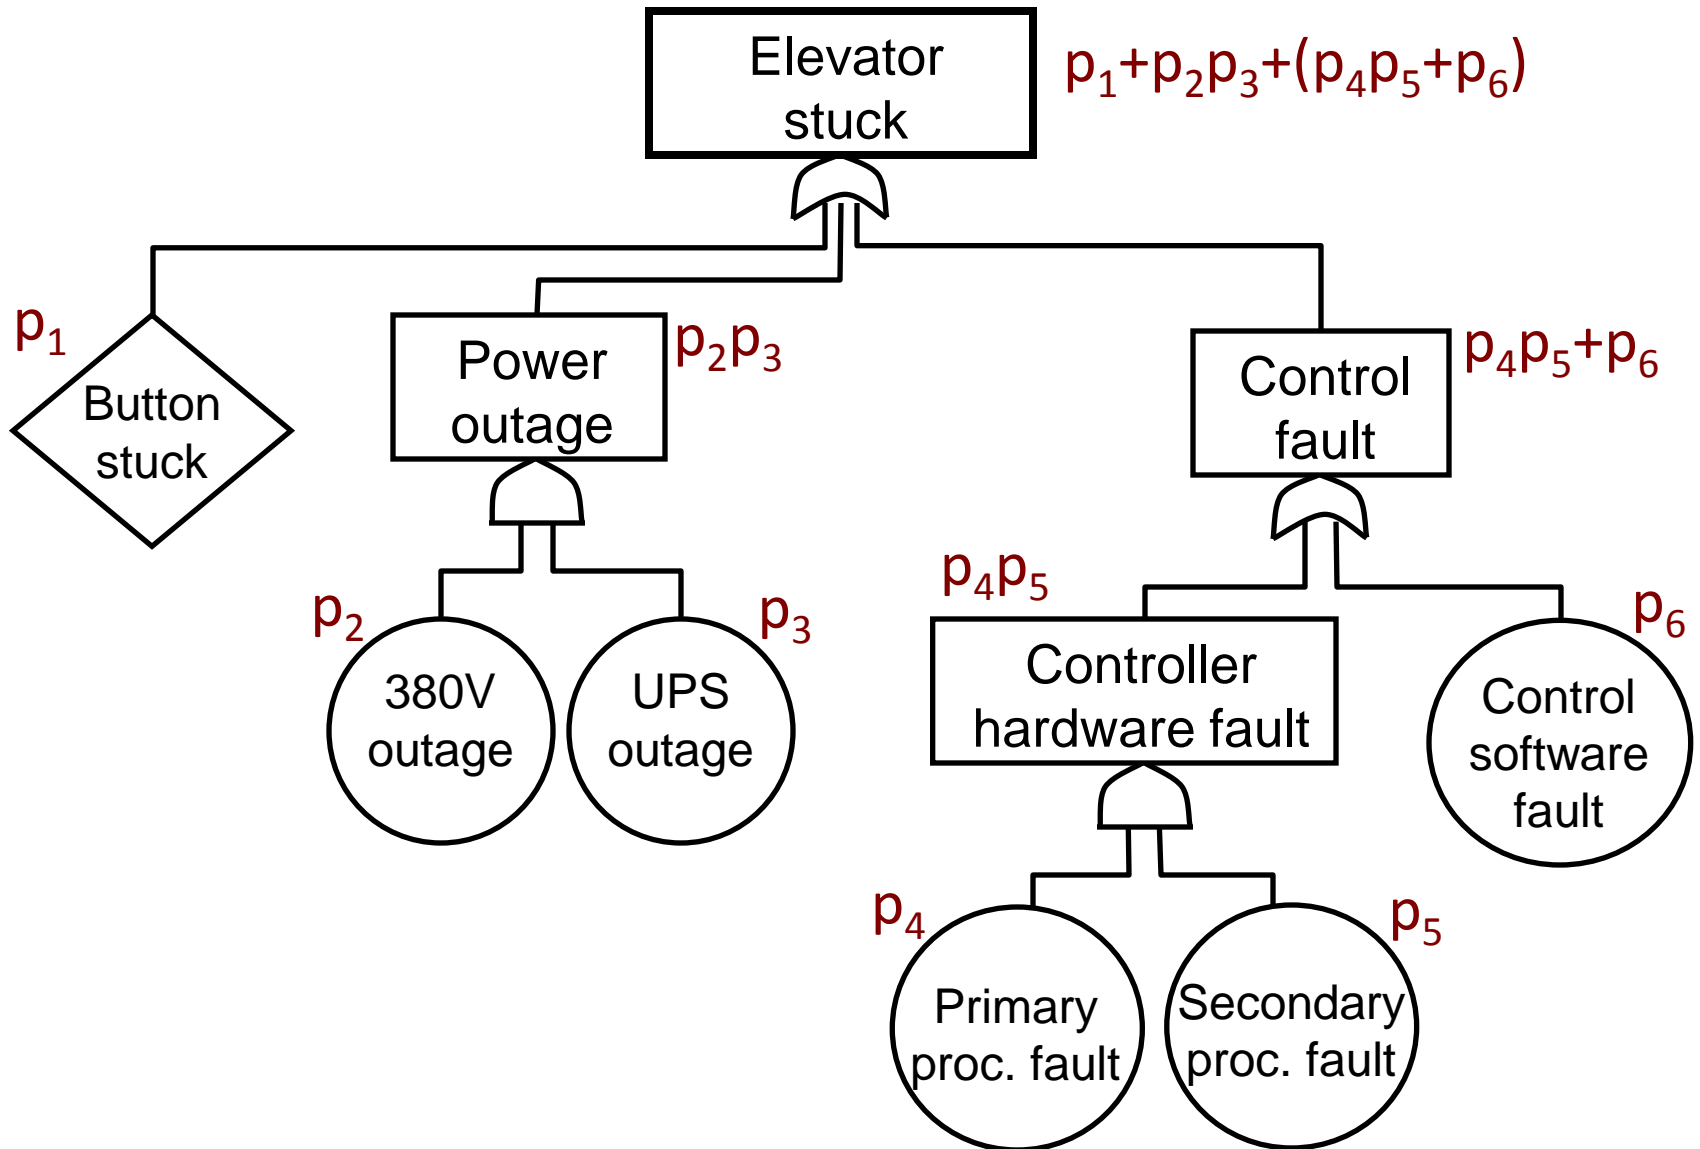 Elevator
stuck
p₁+p₂p₃+(p₄p₅+p₆)
p₁
Button
stuck
Power
outage
p₂p₃
Control
fault
p₄p₅+p₆
p₂
380V
outage
p₃
UPS
outage
p₄p₅
Controller
hardware fault
p₆
Control
software
fault
p₄
Primary
proc. fault
p₅
Secondary
proc. fault